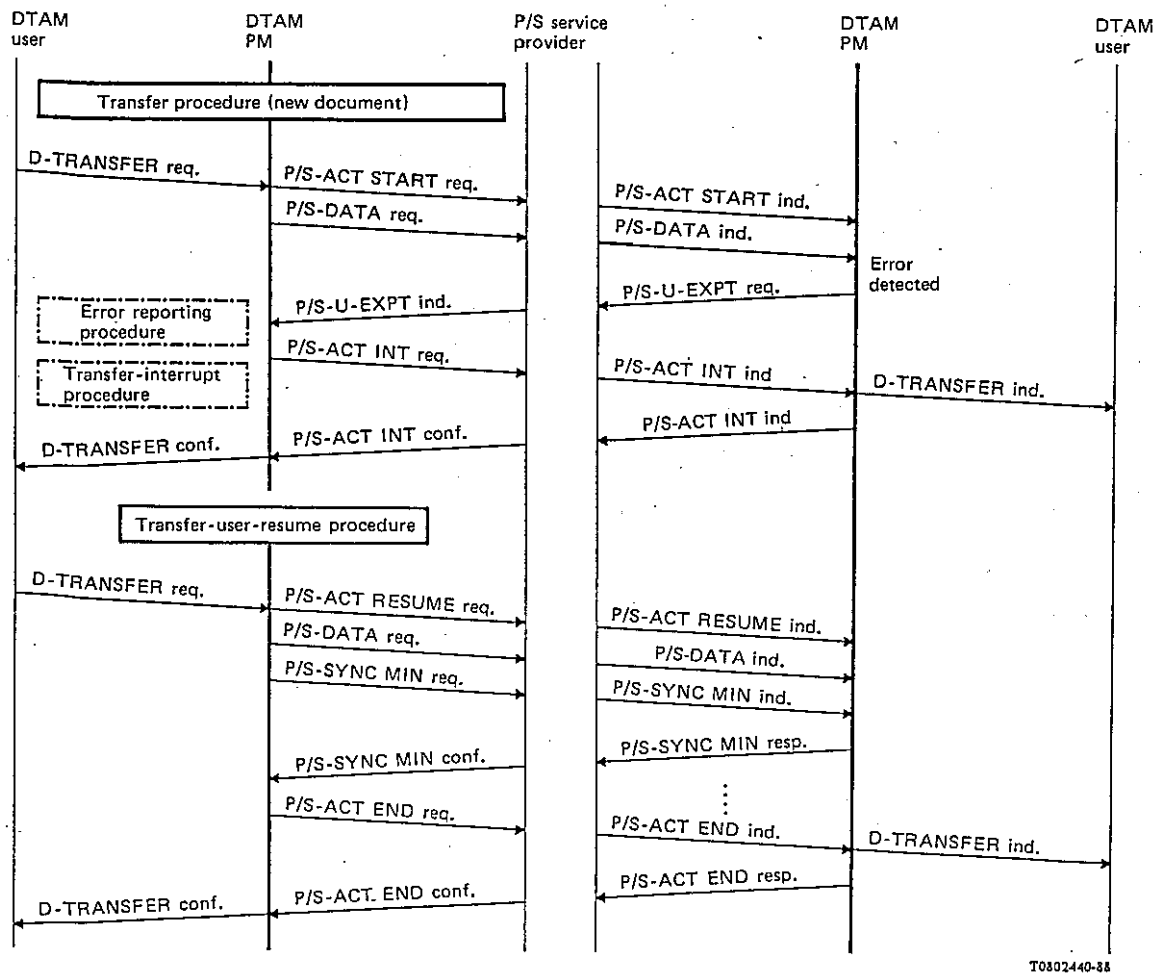 DTAM
user
DTAM
PM
P/S service
provider
DTAM
PM
DTAM
user
Transfer procedure (new document)
D-TRANSFER req.
P/S-ACT START req.
P/S-ACT START ind.
P/S-DATA req.
P/S-DATA ind.
Error
detected
P/S-U-EXPT ind.
P/S-U-EXPT req.
Error reporting
procedure
P/S-ACT INT req.
Transfer-interrupt
procedure
P/S-ACT INT ind
D-TRANSFER ind.
P/S-ACT INT ind
D-TRANSFER conf.
P/S-ACT INT conf.
Transfer-user-resume procedure
D-TRANSFER req.
P/S-ACT RESUME req.
P/S-ACT RESUME ind.
P/S-DATA req.
P/S-DATA ind.
P/S-SYNC MIN req.
P/S-SYNC MIN ind.
P/S-SYNC MIN conf.
P/S-SYNC MIN resp.
P/S-ACT END req.
P/S-ACT END ind.
D-TRANSFER ind.
P/S-ACT END resp.
D-TRANSFER conf.
P/S-ACT END conf.
T0802440-88